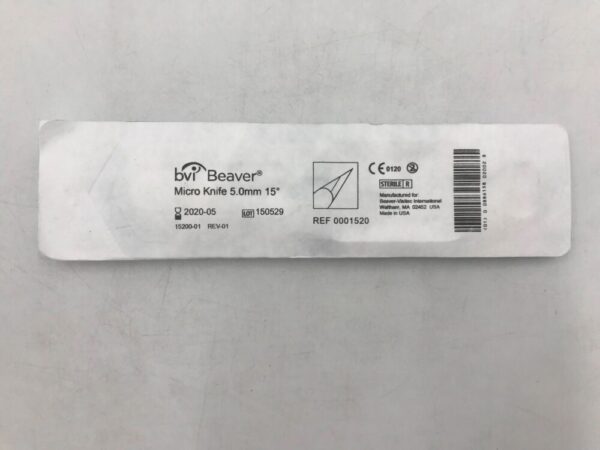 bvi Beaver®
Micro Knife 5.0mm 15°
2020-05 LOT 150529
15200-01 REV-01
REF 0001520
CE 0120
STERILE R
Manufactured for:
Beaver-Visitec International
Waltham, MA 02452 USA
Made in USA